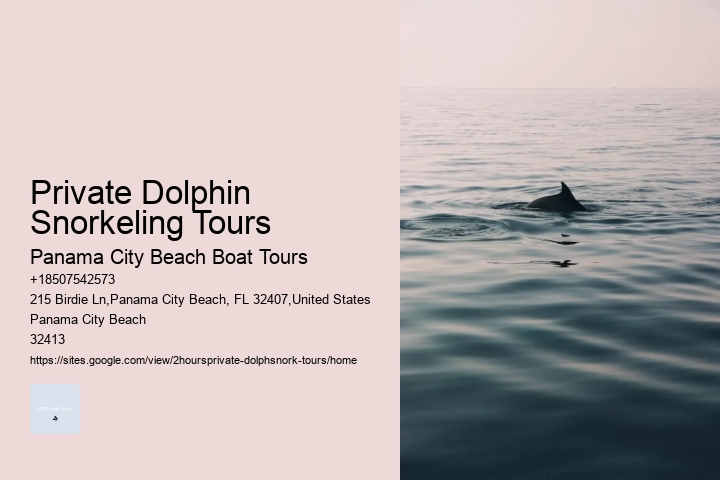 Private Dolphin
Snorkeling Tours
Panama City Beach Boat Tours
+18507542573
215 Birdie Ln,Panama City Beach, FL 32407,United States
Panama City Beach
32413
https://sites.google.com/view/2hoursprivate-dolphsnork-tours/home